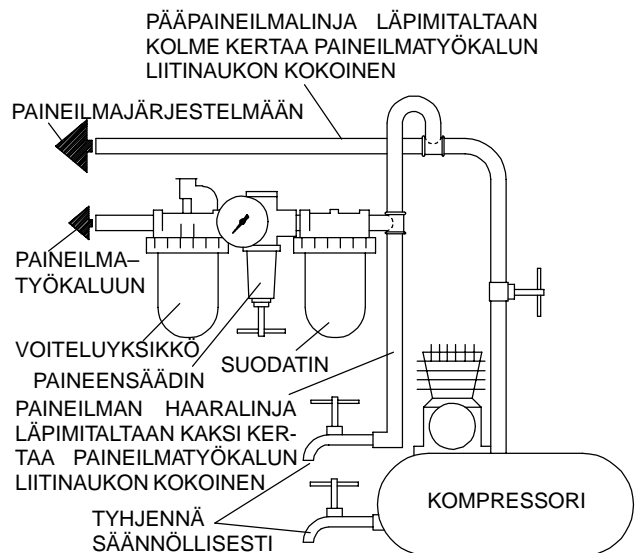 PÄÄPAINEILMALINJA LÄPIMITALTAAN
KOLME KERTAA PAINEILMATYÖKALUN
LIITINAUKON KOKOINEN
PAINEILMAJÄRJESTELMÄÄN
PAINEILMA–
TYÖKALUUN
VOITELUYKSIKKÖ
SUODATIN
PAINEENSÄÄDIN
PAINEILMAN HAARALINJA
LÄPIMITALTAAN KAKSI KER-
TAA PAINEILMATYÖKALUN
LIITINAUKON KOKOINEN
KOMPRESSORI
TYHJENNÄ
SÄÄNNÖLLISESTI